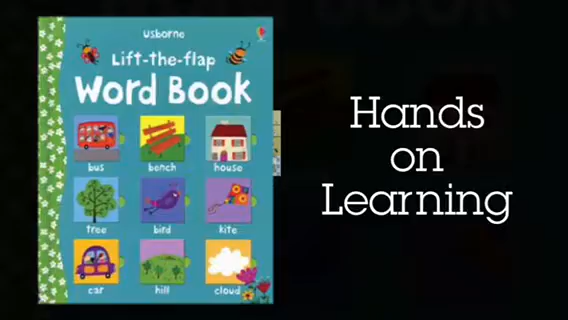 Usborne
Lift-the-flap
Word Book
bus
bench
house
tree
bird
kite
car
hill
cloud
Hands
on
Learning